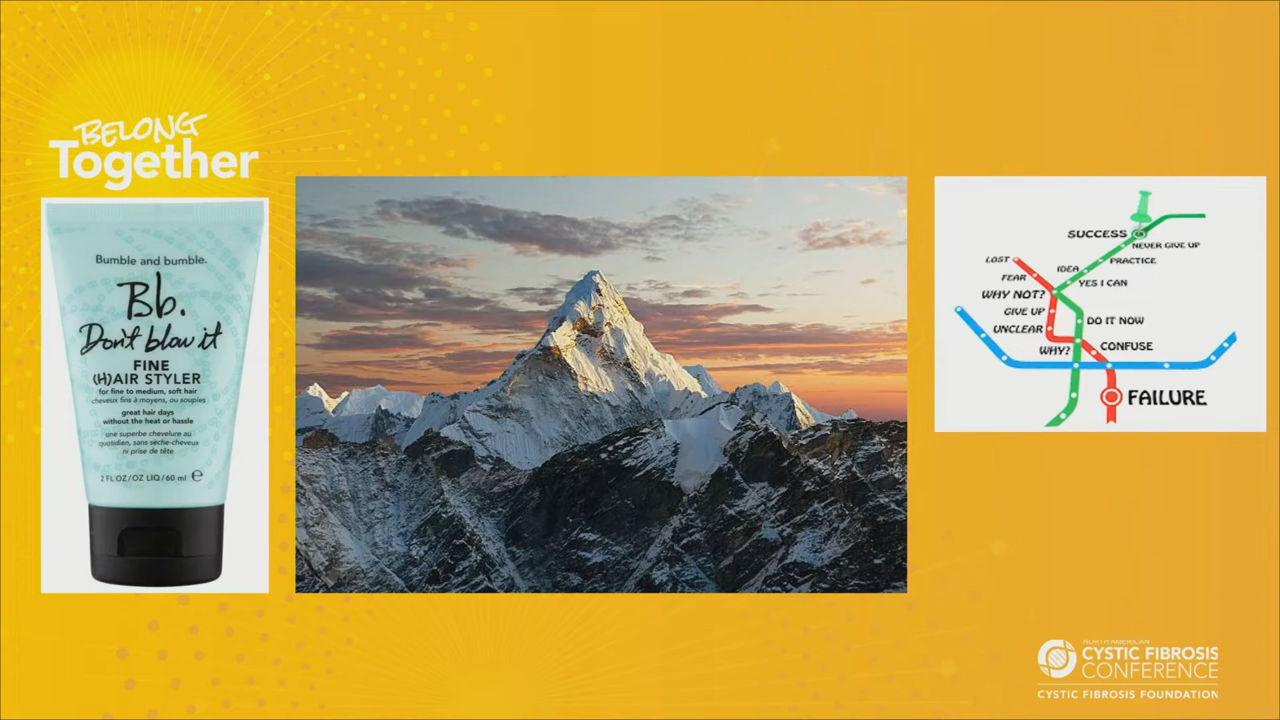 BELONG
Together
Bumble and bumble.
Bb.
Don't blow it
FINE
(H)AIR STYLER
for fine to medium, soft hair
cheveux fins à moyens, ou souples
great hair days
without the heat or hassle
une superbe chevelure au
quotidien, sans sèche-cheveux
ni prise de tête
2 FL OZ/OZ LIQ/60 ml ℮
SUCCESS
NEVER GIVE UP
LOST
IDEA
PRACTICE
FEAR
YES I CAN
WHY NOT?
GIVE UP
DO IT NOW
UNCLEAR
WHY?
CONFUSE
FAILURE
NORTH AMERICAN
CYSTIC FIBROSIS
CONFERENCE
CYSTIC FIBROSIS FOUNDATION